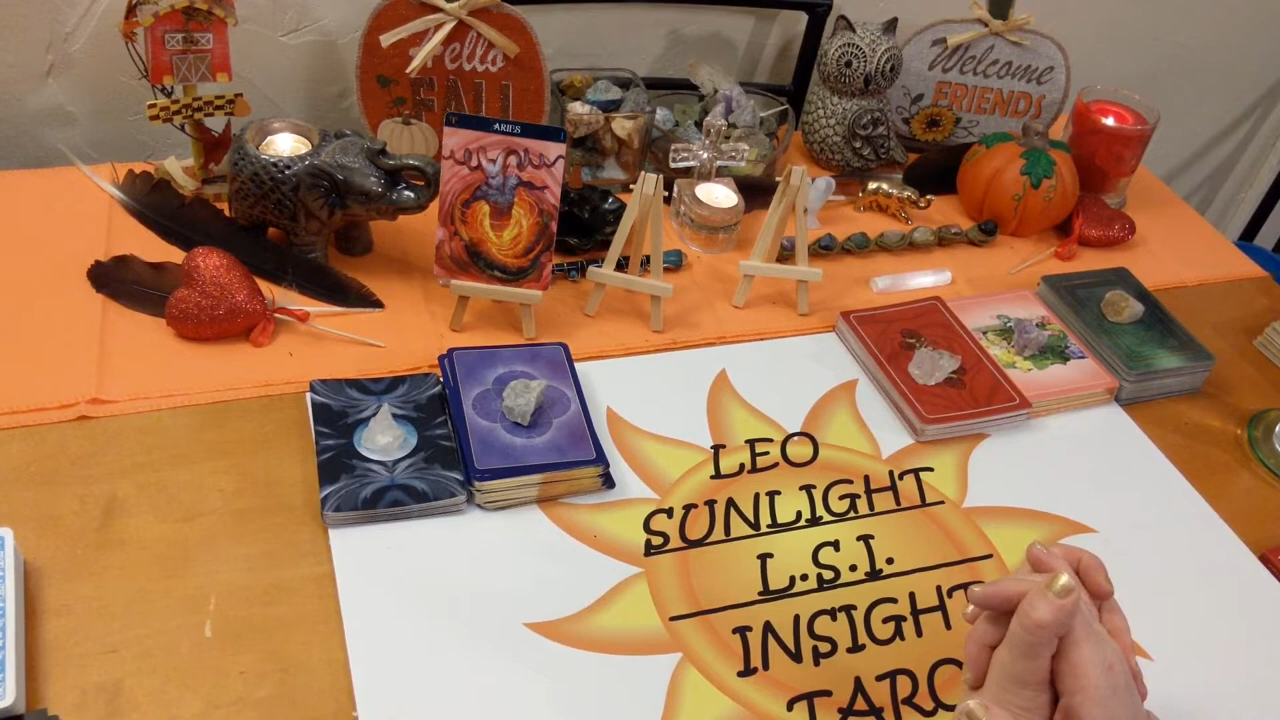 Hello
FALL
Welcome
FRIENDS
ARIES
LEO
SUNLIGHT
L.S.I.
INSIGHT